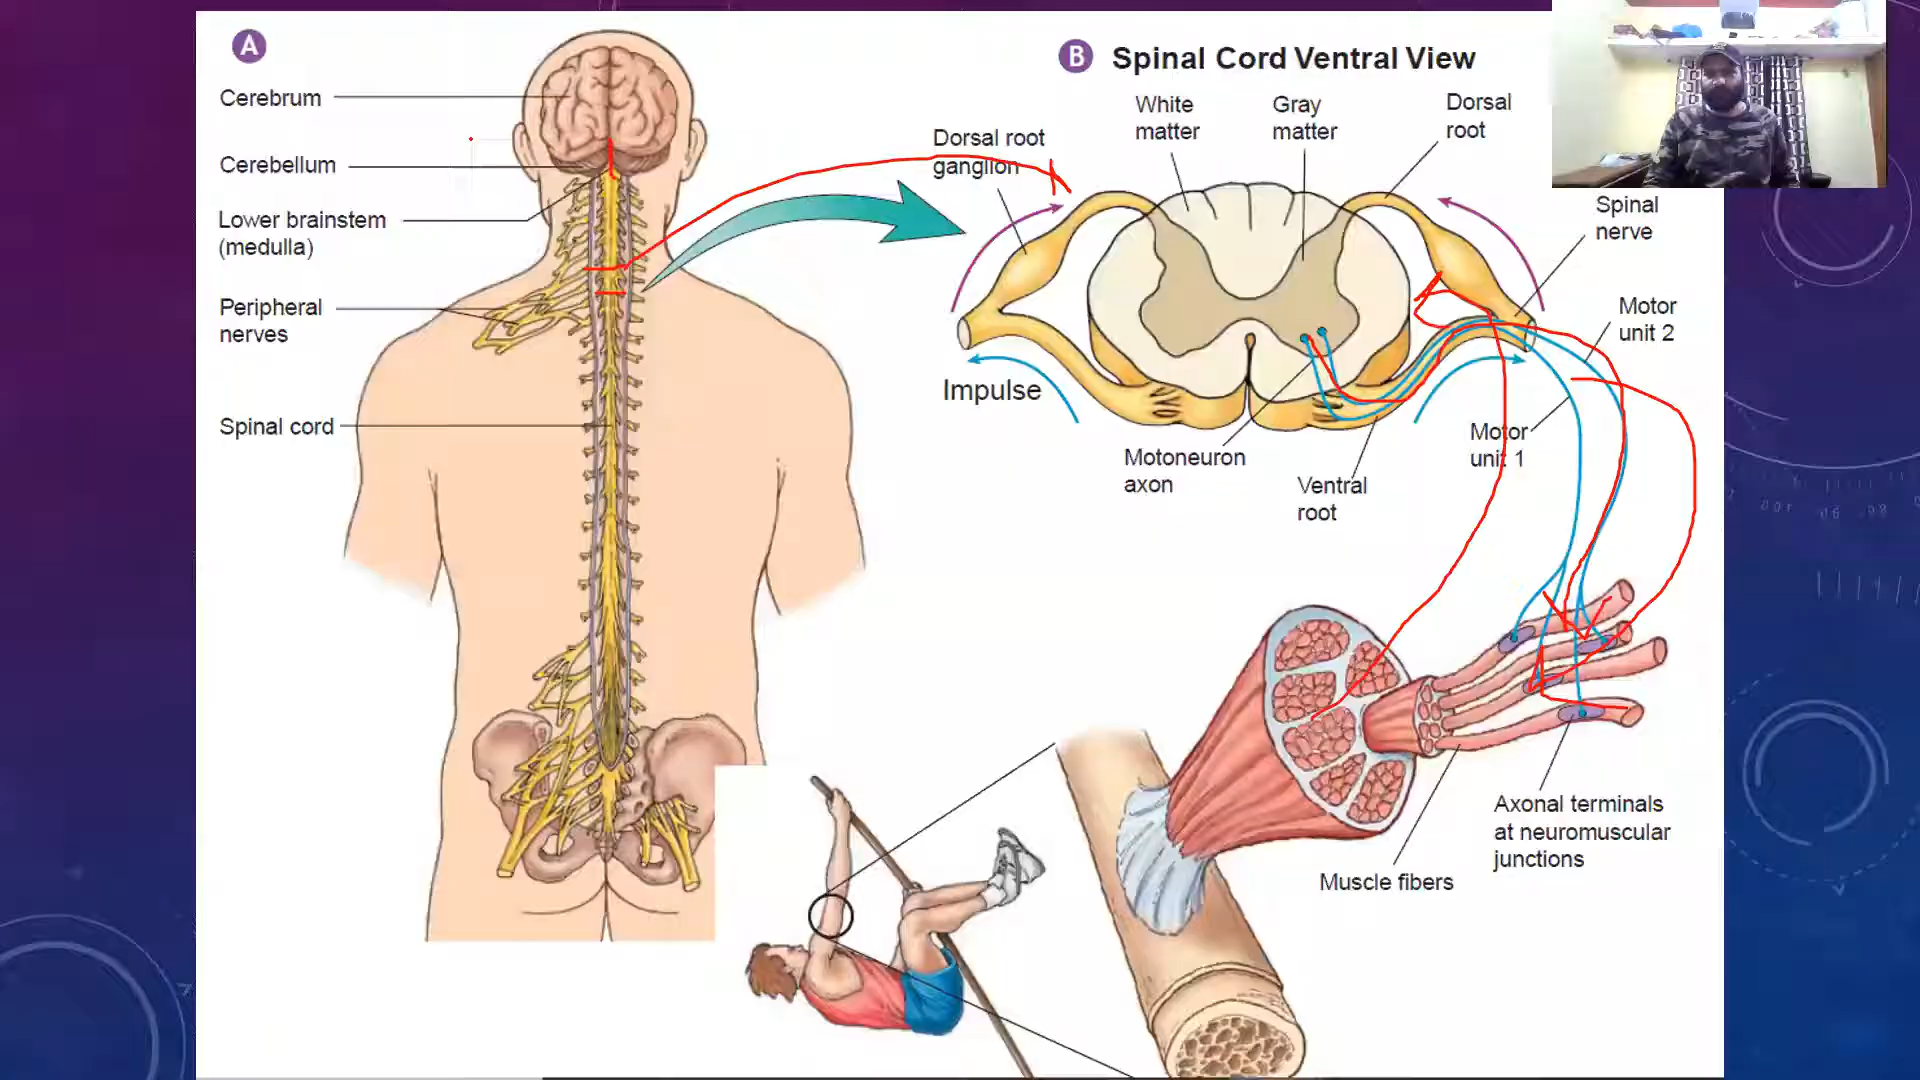 A
Cerebrum
Cerebellum
Lower brainstem
(medulla)
Peripheral
nerves
Spinal cord
B Spinal Cord Ventral View
White
matter
Gray
matter
Dorsal
root
Dorsal root
ganglion
Spinal
nerve
Motor
unit 2
Impulse
Motor
unit 1
Motoneuron
axon
Ventral
root
Axonal terminals
at neuromuscular
junctions
Muscle fibers